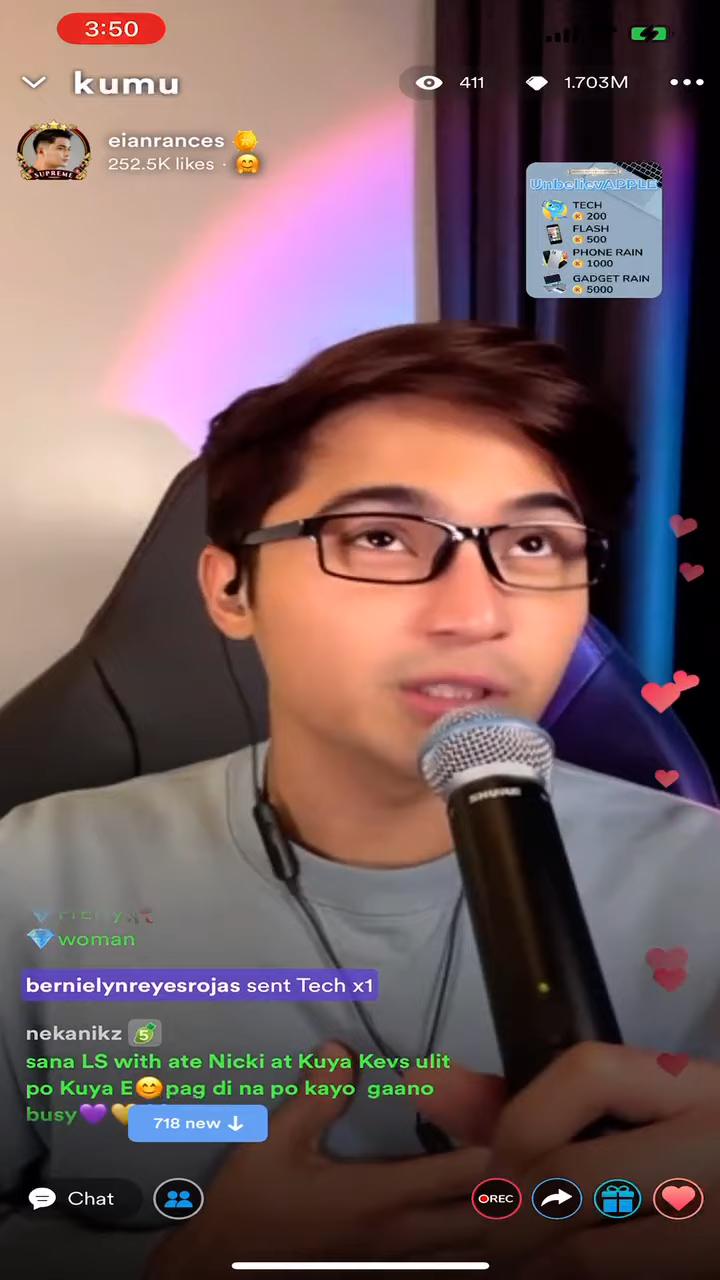 3:50
kumu
411
1.703M
eianrances
252.5K likes ·
SUPREME
UnbelievAPPLE
TECH
200
FLASH
500
PHONE RAIN
1000
GADGET RAIN
5000
SHURE
woman
bernielynreyesrojas sent Tech x1
nekanikz 5
sana LS with ate Nicki at Kuya Kevs ulit
po Kuya E😊pag di na po kayo gaano
busy💜💛
718 new ↓
Chat
REC